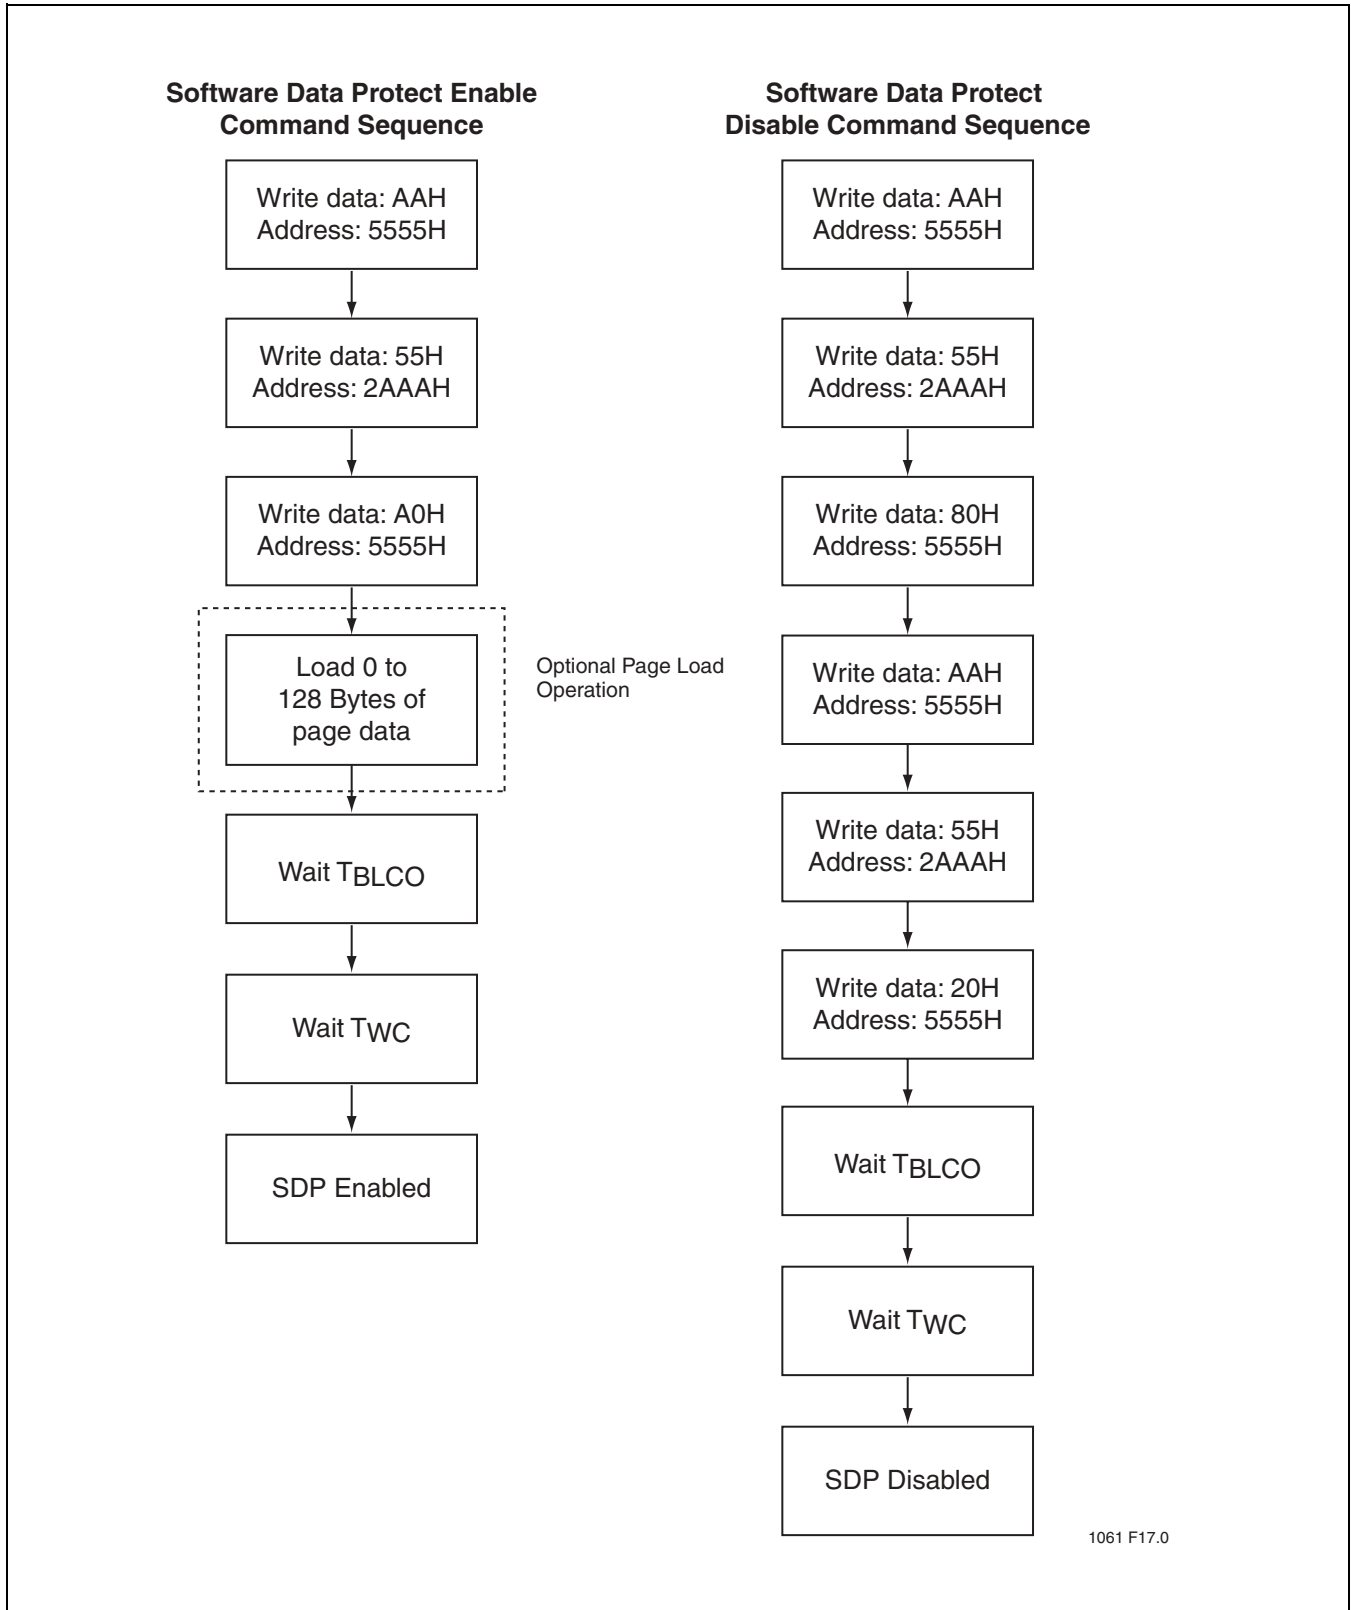 Software Data Protect Enable
Command Sequence
Write data: AAH
Address: 5555H
Write data: 55H
Address: 2AAAH
Write data: A0H
Address: 5555H
Load 0 to
128 Bytes of
page data
Optional Page Load
Operation
Wait TBLCO
Wait TWC
SDP Enabled
Software Data Protect
Disable Command Sequence
Write data: AAH
Address: 5555H
Write data: 55H
Address: 2AAAH
Write data: 80H
Address: 5555H
Write data: AAH
Address: 5555H
Write data: 55H
Address: 2AAAH
Write data: 20H
Address: 5555H
Wait TBLCO
Wait TWC
SDP Disabled
1061 F17.0